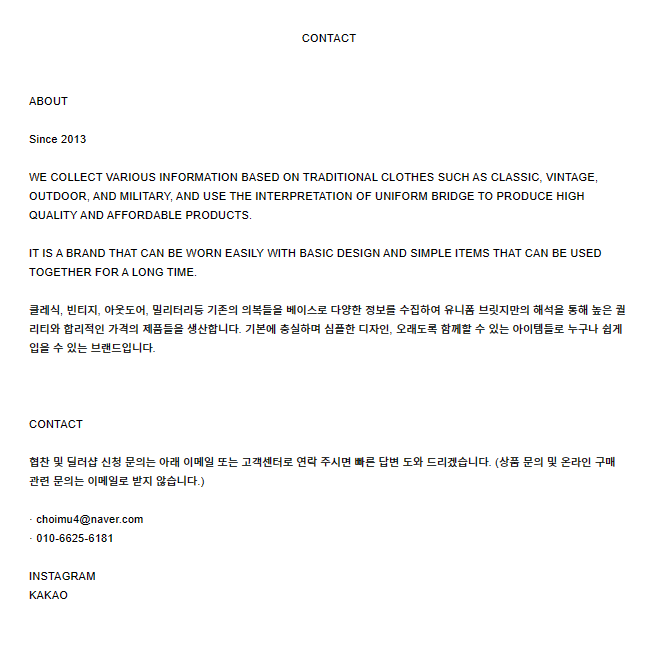 CONTACT
ABOUT
Since 2013
WE COLLECT VARIOUS INFORMATION BASED ON TRADITIONAL CLOTHES SUCH AS CLASSIC, VINTAGE,
OUTDOOR, AND MILITARY, AND USE THE INTERPRETATION OF UNIFORM BRIDGE TO PRODUCE HIGH
QUALITY AND AFFORDABLE PRODUCTS.
IT IS A BRAND THAT CAN BE WORN EASILY WITH BASIC DESIGN AND SIMPLE ITEMS THAT CAN BE USED
TOGETHER FOR A LONG TIME.
클레식, 빈티지, 아웃도어, 밀리터리등 기존의 의복들을 베이스로 다양한 정보를 수집하여 유니폼 브릿지만의 해석을 통해 높은 퀄
리티와 합리적인 가격의 제품들을 생산합니다. 기본에 충실하며 심플한 디자인, 오래도록 함께할 수 있는 아이템들로 누구나 쉽게
입을 수 있는 브랜드입니다.
CONTACT
협찬 및 딜러샵 신청 문의는 아래 이메일 또는 고객센터로 연락 주시면 빠른 답변 도와 드리겠습니다. (상품 문의 및 온라인 구매
관련 문의는 이메일로 받지 않습니다.)
· choimu4@naver.com
· 010-6625-6181
INSTAGRAM
KAKAO